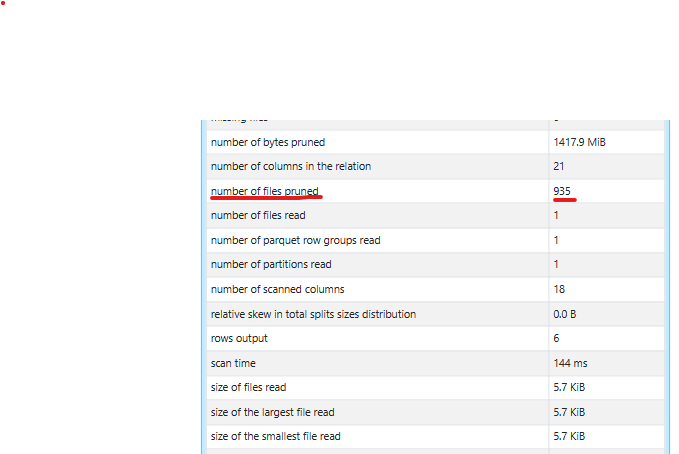 number of bytes pruned 1417.9 MiB
number of columns in the relation 21
number of files pruned 935
number of files read 1
number of parquet row groups read 1
number of partitions read 1
number of scanned columns 18
relative skew in total splits sizes distribution 0.0 B
rows output 6
scan time 144 ms
size of files read 5.7 KiB
size of the largest file read 5.7 KiB
size of the smallest file read 5.7 KiB